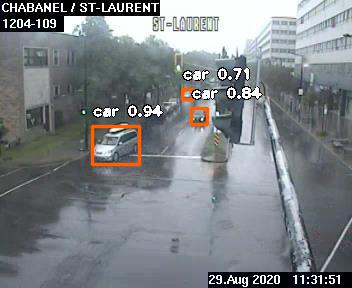 CHABANEL / ST-LAURENT
1204-109
ST-LAURENT
car 0.71
car 0.84
car 0.94
29.Aug 2020 11:31:51